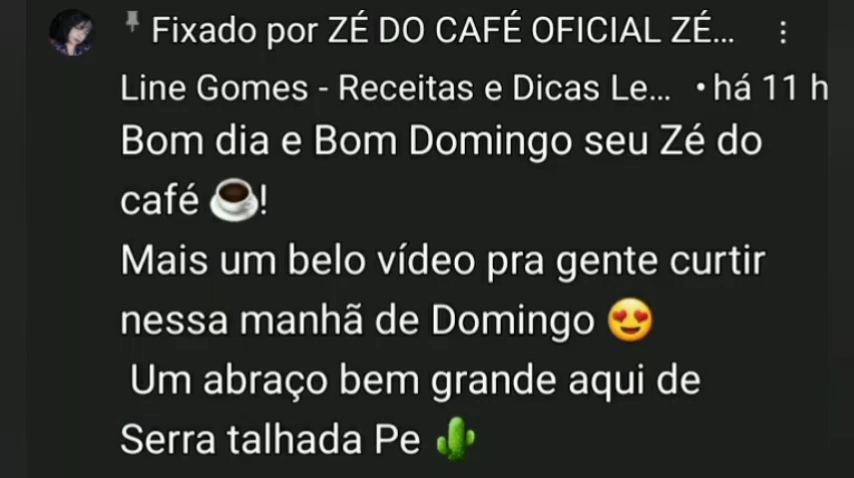 Fixado por ZÉ DO CAFÉ OFICIAL ZÉ...
Line Gomes - Receitas e Dicas Le... • há 11 h
Bom dia e Bom Domingo seu Zé do
café ☕!
Mais um belo vídeo pra gente curtir
nessa manhã de Domingo 😍
Um abraço bem grande aqui de
Serra talhada Pe 🌵